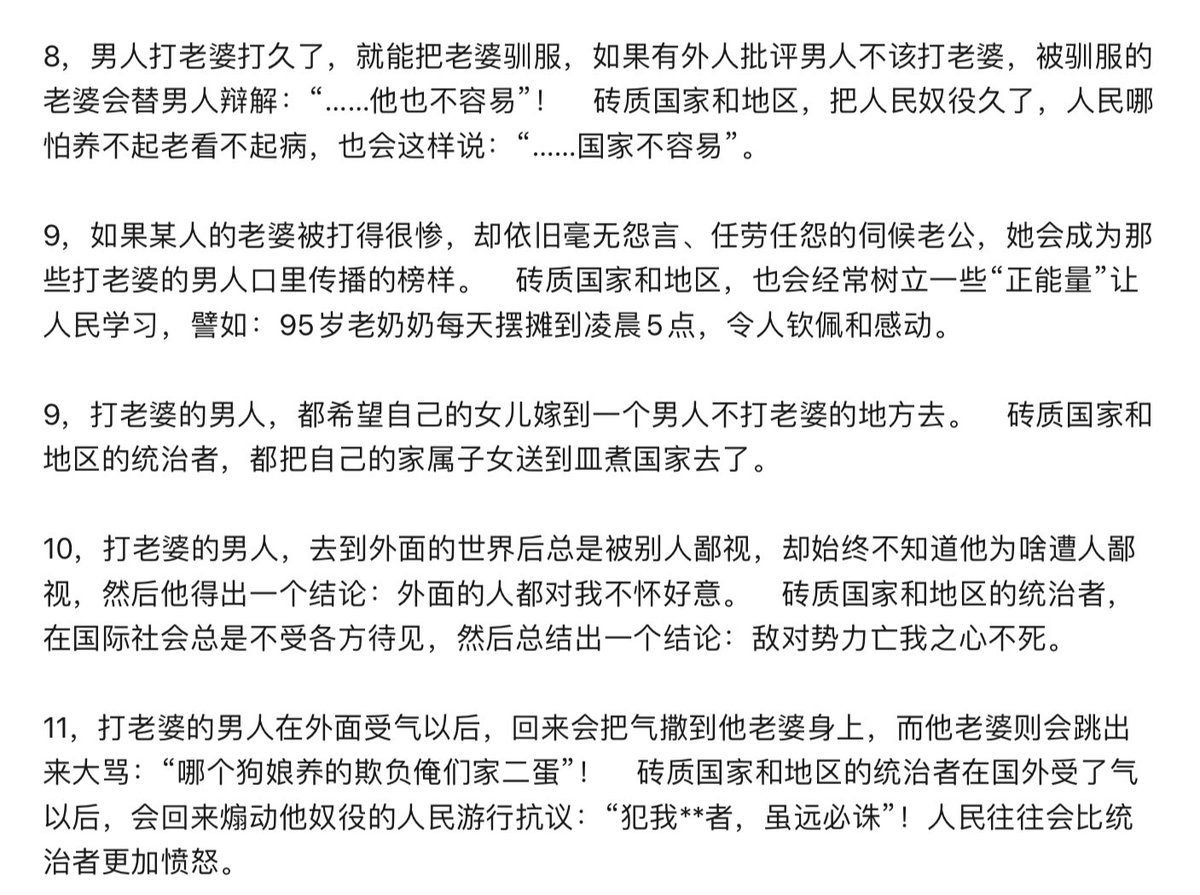 8，男人打老婆打久了，就能把老婆驯服，如果有外人批评男人不该打老婆，被驯服的
老婆会替男人辩解：“……他也不容易”！　砖质国家和地区，把人民奴役久了，人民哪
怕养不起老看不起病，也会这样说：“……国家不容易”。
9，如果某人的老婆被打得很惨，却依旧毫无怨言、任劳任怨的伺候老公，她会成为那
些打老婆的男人口里传播的榜样。　砖质国家和地区，也会经常树立一些“正能量”让
人民学习，譬如：95岁老奶奶每天摆摊到凌晨5点，令人钦佩和感动。
9，打老婆的男人，都希望自己的女儿嫁到一个男人不打老婆的地方去。　砖质国家和
地区的统治者，都把自己的家属子女送到皿煮国家去了。
10，打老婆的男人，去到外面的世界后总是被别人鄙视，却始终不知道他为啥遭人鄙
视，然后他得出一个结论：外面的人都对我不怀好意。　砖质国家和地区的统治者，
在国际社会总是不受各方待见，然后总结出一个结论：敌对势力亡我之心不死。
11，打老婆的男人在外面受气以后，回来会把气撒到他老婆身上，而他老婆则会跳出
来大骂：“哪个狗娘养的欺负俺们家二蛋”！　砖质国家和地区的统治者在国外受了气
以后，会回来煽动他奴役的人民游行抗议：“犯我**者，虽远必诛”！人民往往会比统
治者更加愤怒。